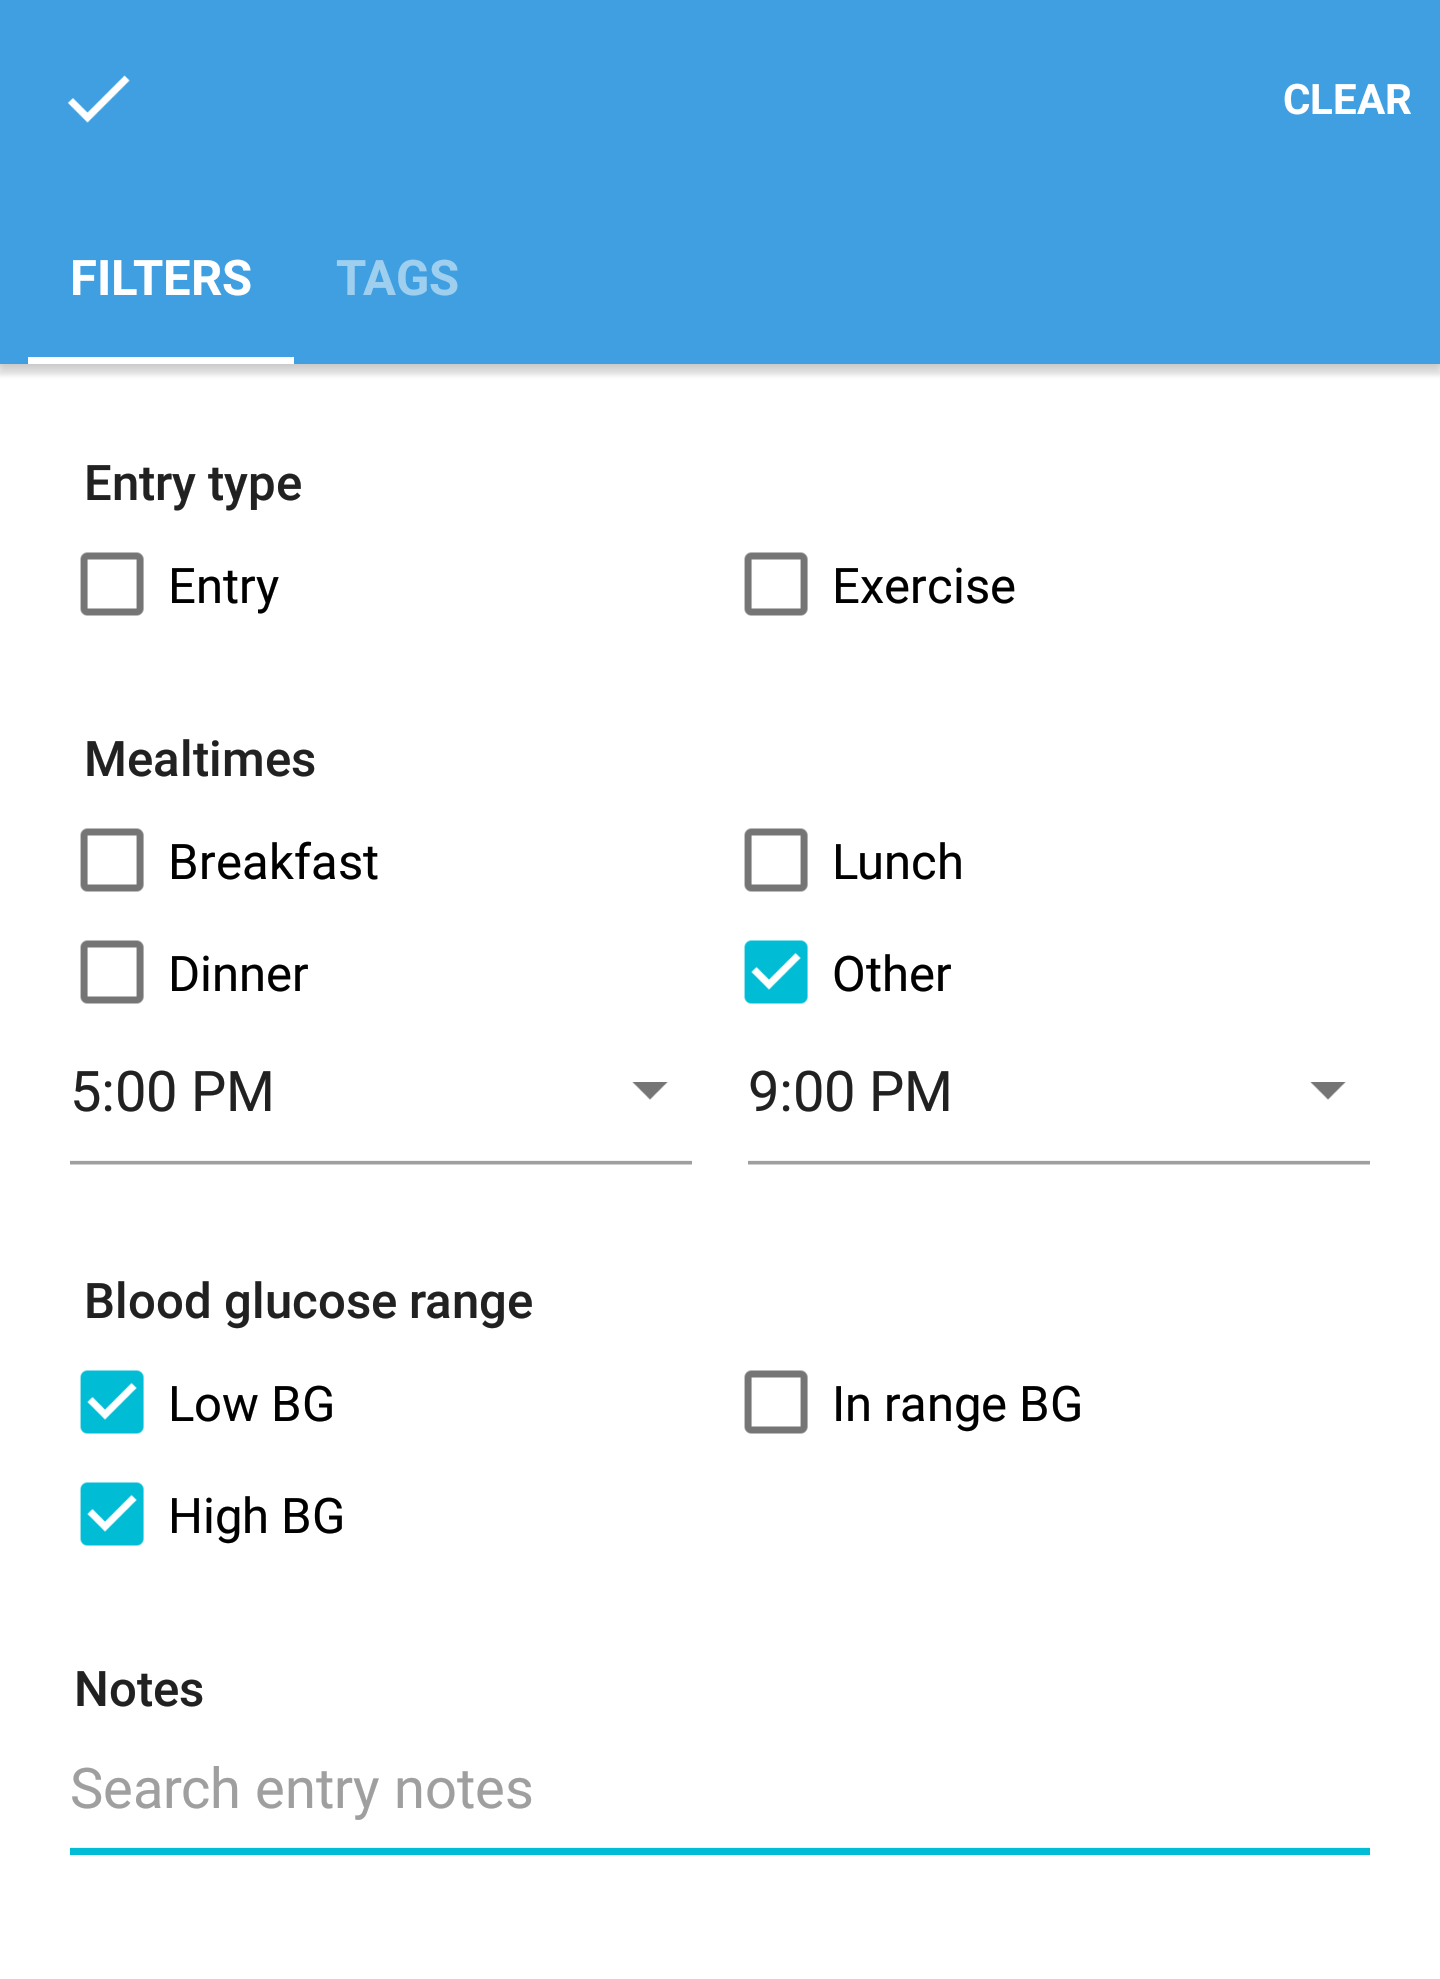 CLEAR
FILTERS TAGS
Entry type
Entry Exercise
Mealtimes
Breakfast Lunch
Dinner Other
5:00 PM 9:00 PM
Blood glucose range
Low BG In range BG
High BG
Notes
Search entry notes